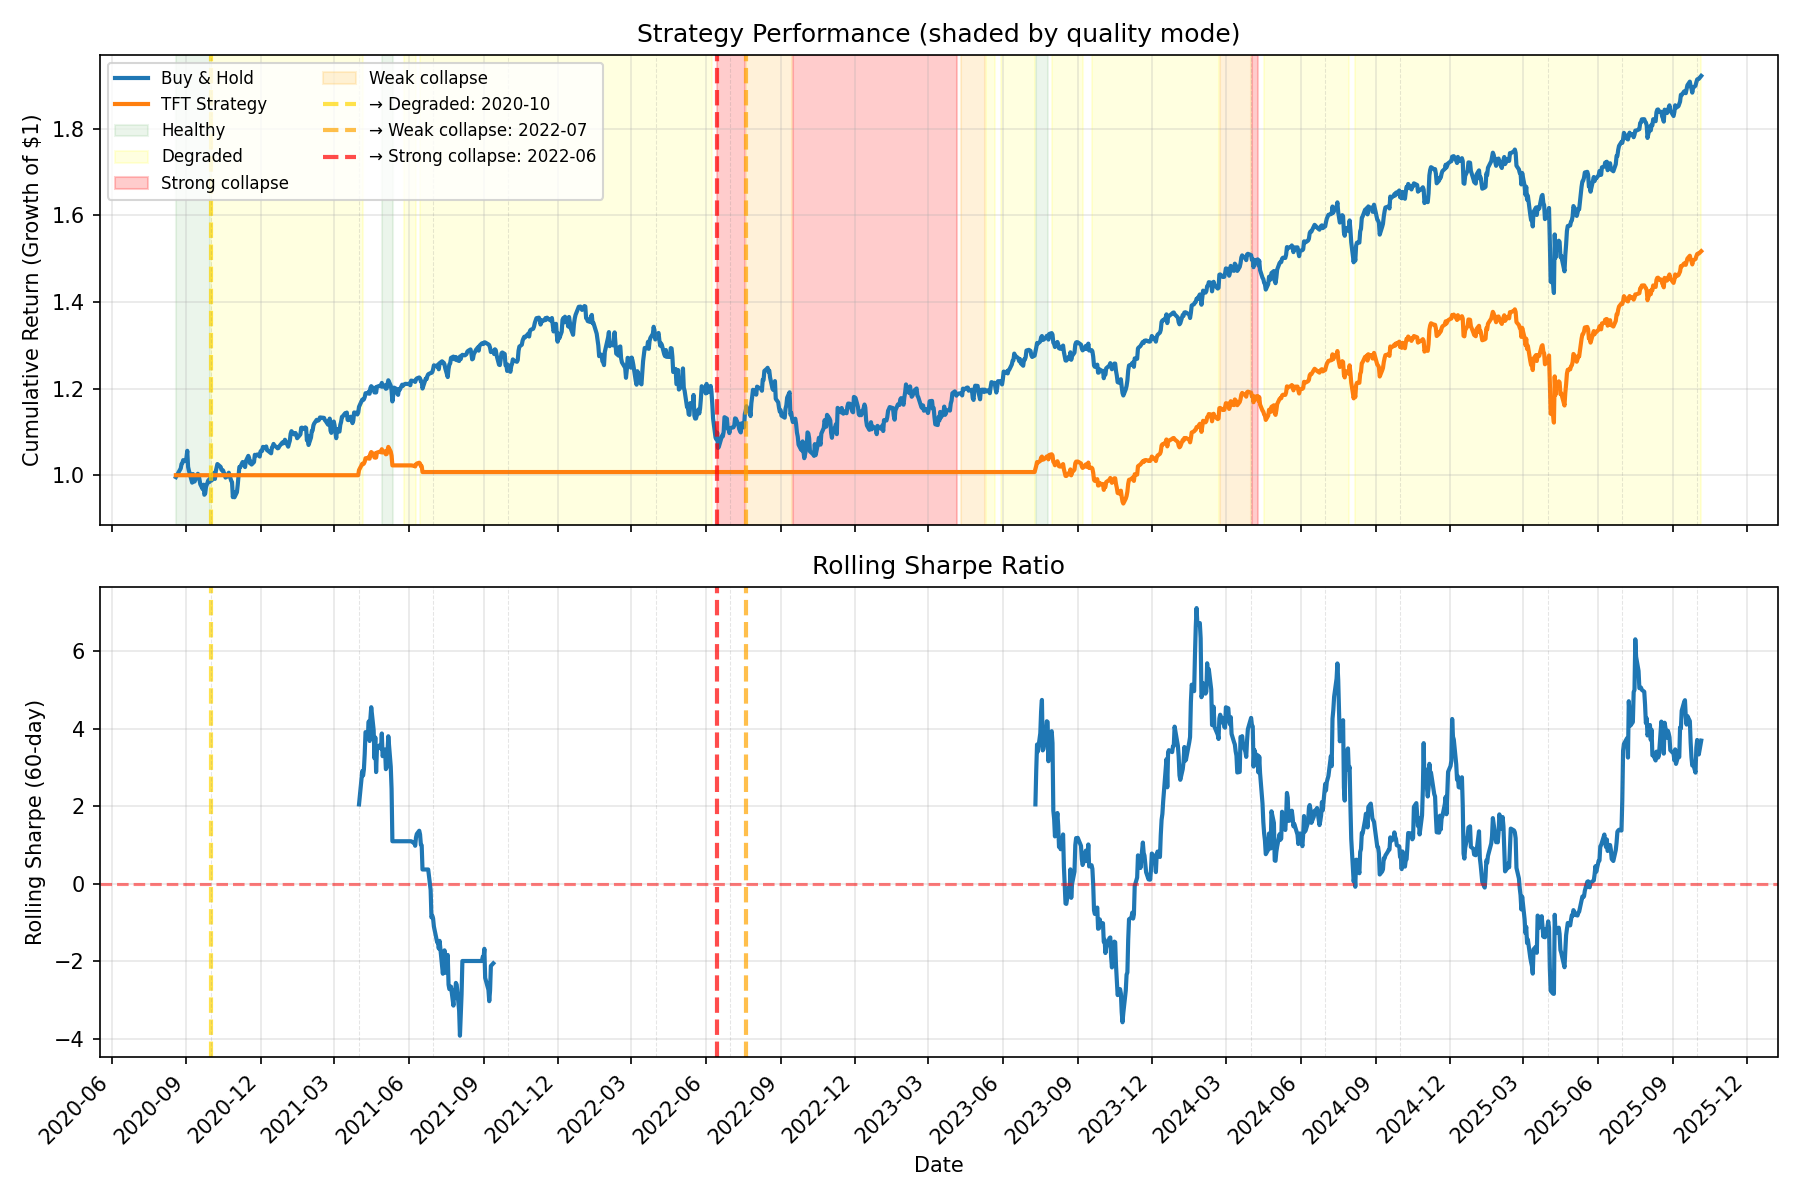 Strategy Performance (shaded by quality mode)
Cumulative Return (Growth of $1)
1.8
1.6
1.4
1.2
1.0
Buy & Hold
TFT Strategy
Healthy
Degraded
Strong collapse
Weak collapse
→ Degraded: 2020-10
→ Weak collapse: 2022-07
→ Strong collapse: 2022-06
Rolling Sharpe Ratio
Rolling Sharpe (60-day)
6
4
2
0
−2
−4
2020-06
2020-09
2020-12
2021-03
2021-06
2021-09
2021-12
2022-03
2022-06
2022-09
2022-12
2023-03
2023-06
2023-09
2023-12
2024-03
2024-06
2024-09
2024-12
2025-03
2025-06
2025-09
2025-12
Date